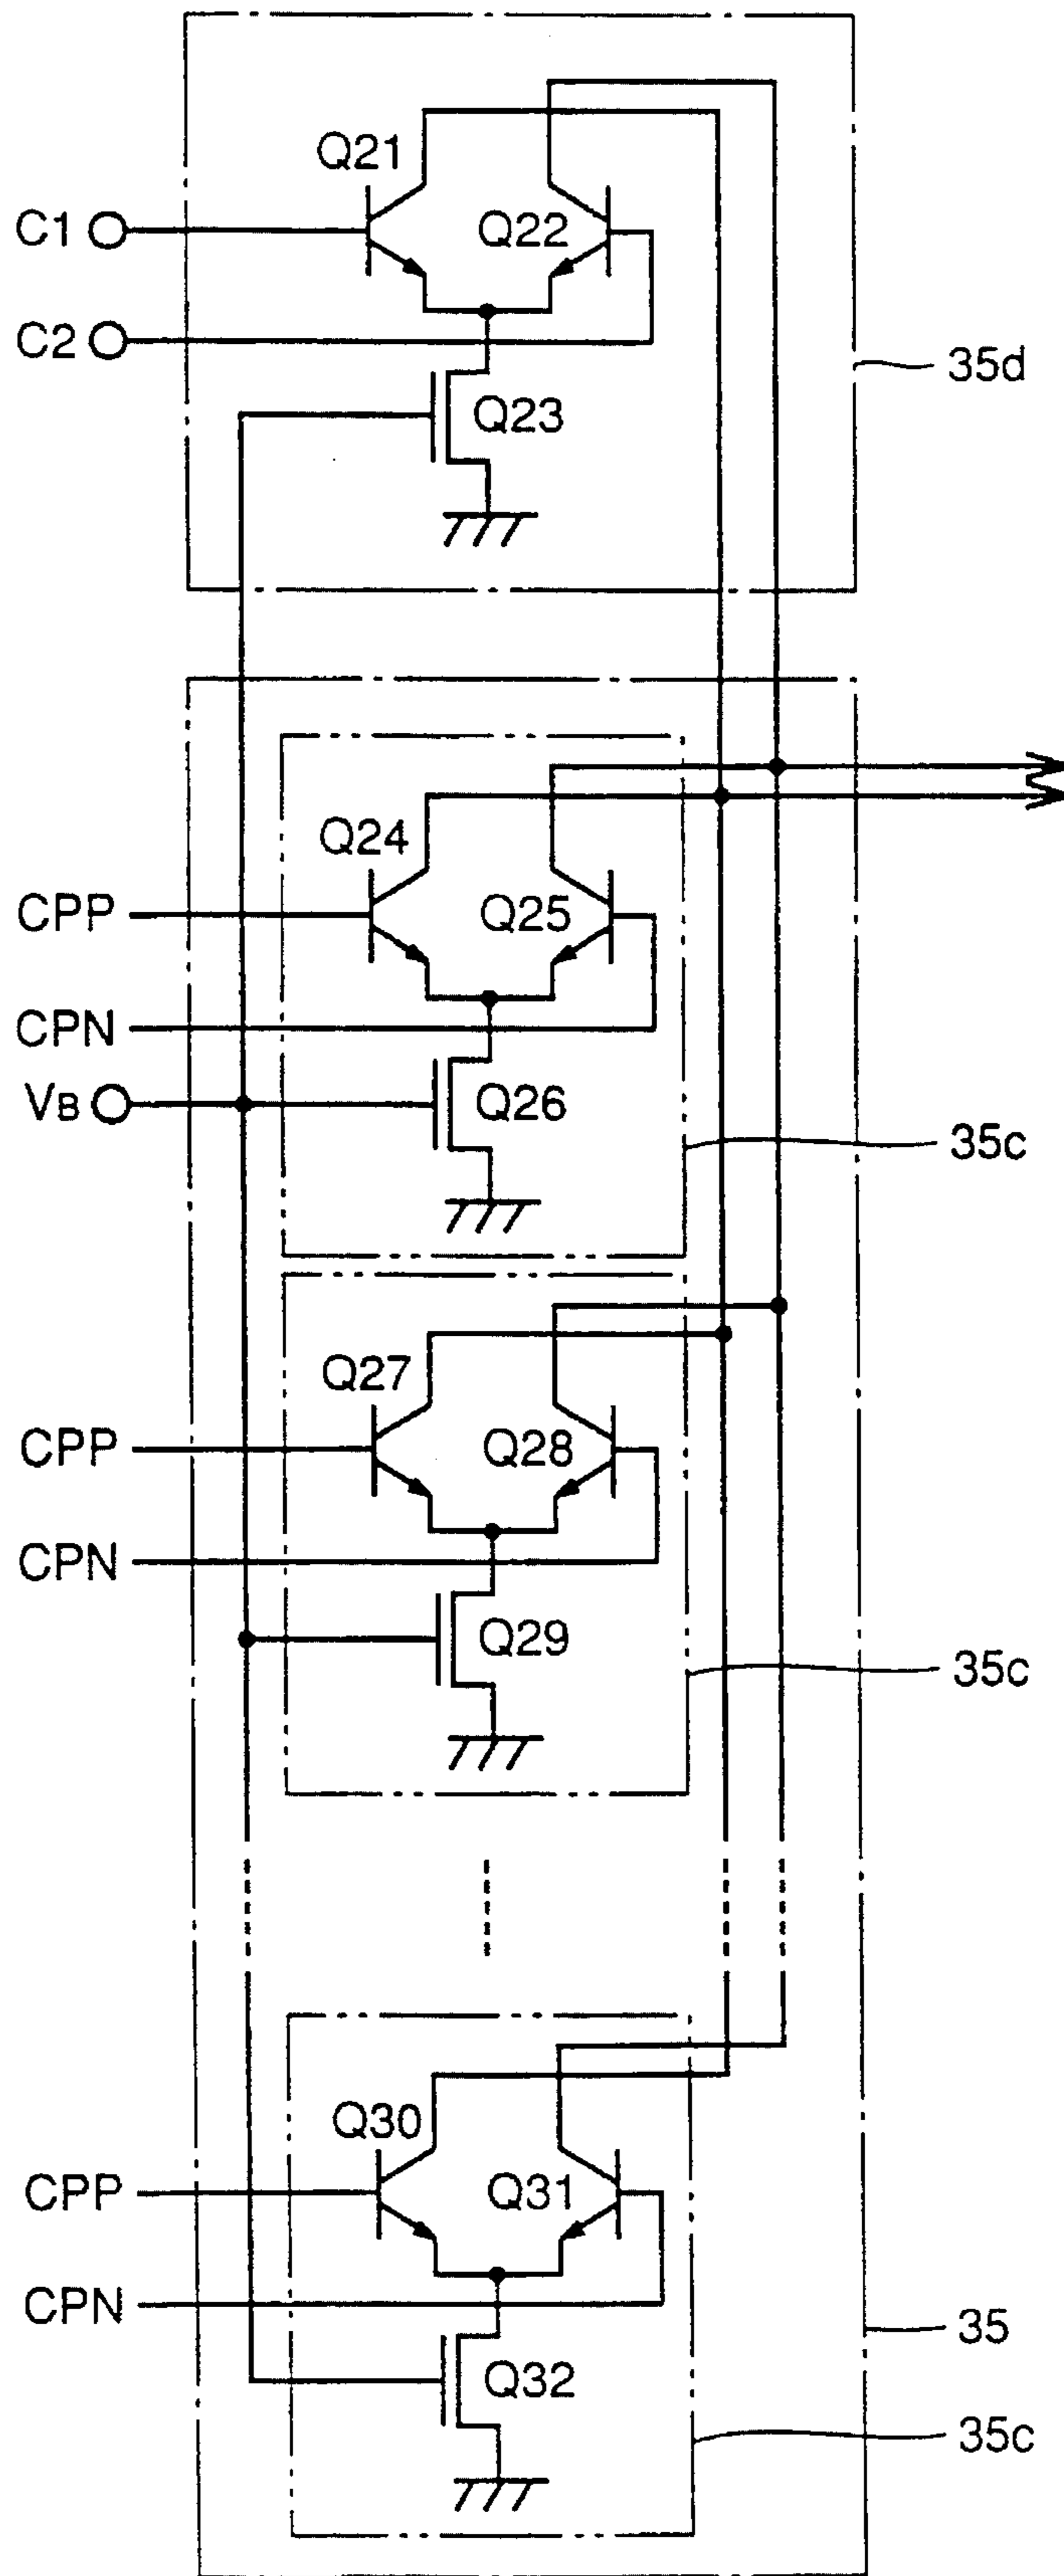 Q21
C1
Q22
C2
35d
Q23
Q24
CPP
Q25
CPN
VB
Q26
35c
Q27
CPP
Q28
CPN
Q29
35c
Q30
CPP
Q31
CPN
35
Q32
35c